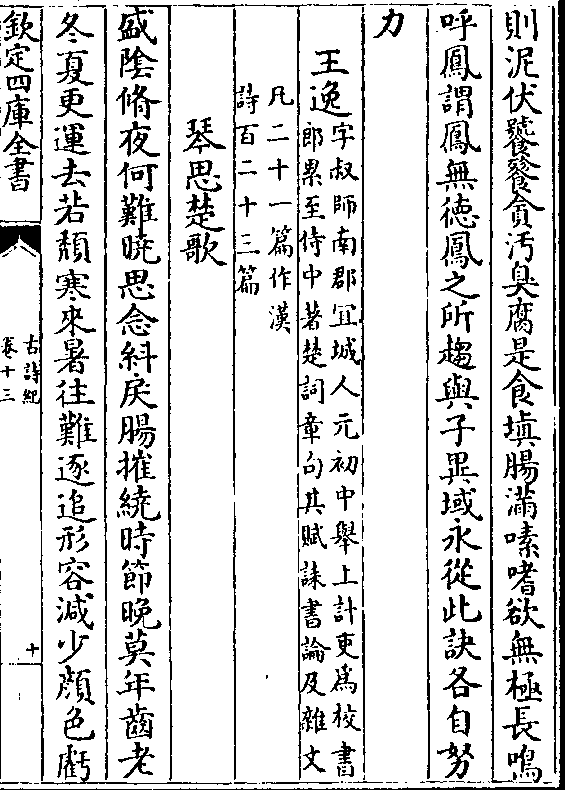 則泥伏饕餮貪汚臭腐是食塡腸滿嗉嗜欲無極長鳴
呼鳳謂鳳無徳鳳之所趨與子異域永從此訣各自努
力
王逸字叔師南郡宜城人元初中舉上計吏為校書
郎累至侍中著楚詞章句其賦誄書論及雜文
凡二十一篇作漢
詩百二十三篇
琴思楚歌
盛陰脩夜何難曉思念糾戾腸摧繞時節晚莫年齒老
冬夏更運去若頽寒來暑往難逐追形容減少顔色虧
欽定四庫全書
古詩紀
卷十三
十